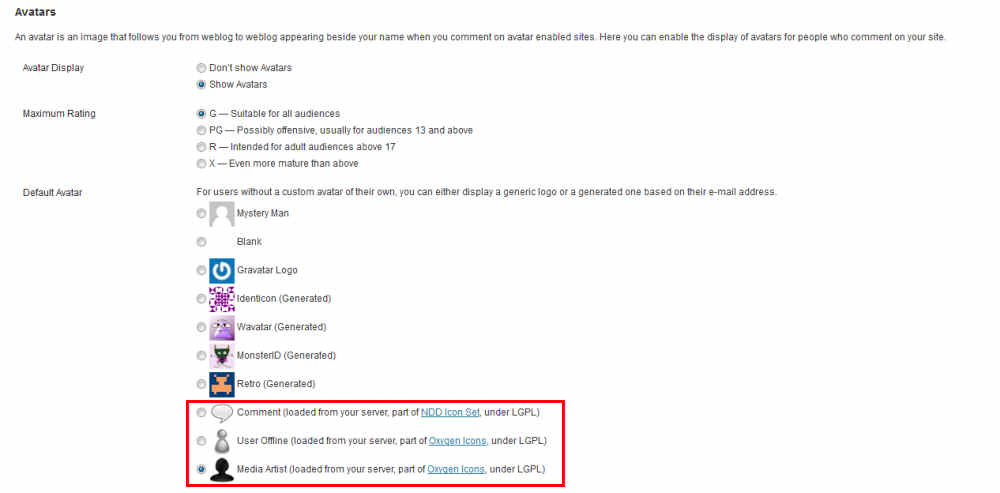 Avatars
An avatar is an image that follows you from weblog to weblog appearing beside your name when you comment on avatar enabled sites. Here you can enable the display of avatars for people who comment on your site.
Avatar Display
Don't show Avatars
Show Avatars
Maximum Rating
G — Suitable for all audiences
PG — Possibly offensive, usually for audiences 13 and above
R — Intended for adult audiences above 17
X — Even more mature than above
Default Avatar
For users without a custom avatar of their own, you can either display a generic logo or a generated one based on their e-mail address.
Mystery Man
Blank
Gravatar Logo
Identicon (Generated)
Wavatar (Generated)
MonsterID (Generated)
Retro (Generated)
Comment (loaded from your server, part of NDD Icon Set, under LGPL)
User Offline (loaded from your server, part of Oxygen Icons, under LGPL)
Media Artist (loaded from your server, part of Oxygen Icons, under LGPL)